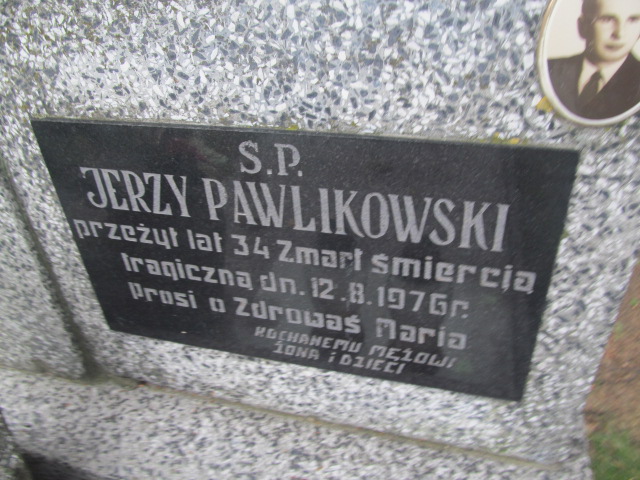 Ś.P.
JERZY PAWLIKOWSKI
przeżył lat 34 Zmarł śmiercią
tragiczną dn. 12.8.1976r.
Prosi o Zdrowaś Maria
KOCHANEMU MĘŻOWI
ŻONA i DZIECI